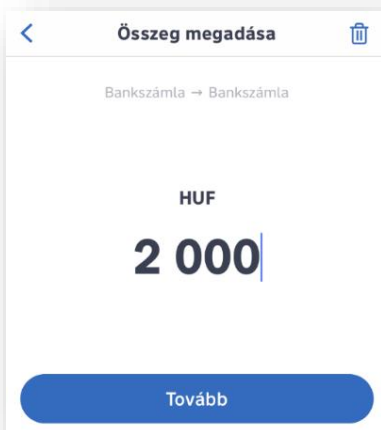 Összeg megadása
Bankszámla → Bankszámla
HUF
2 000
Tovább